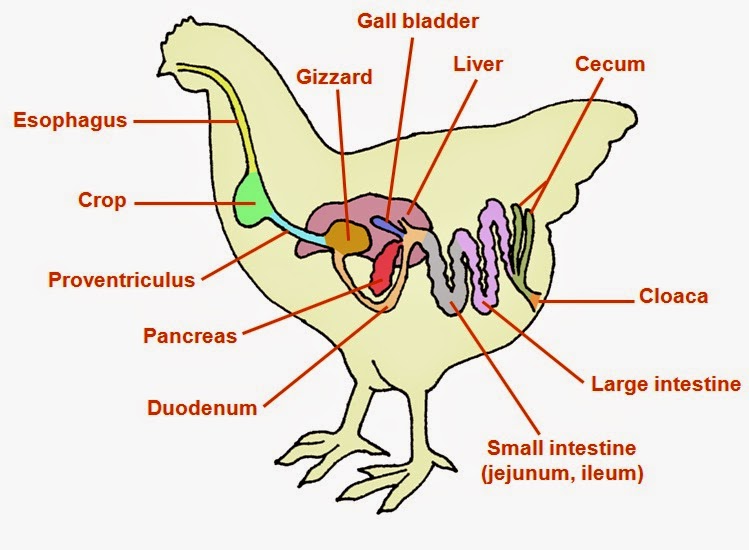 Gall bladder
Gizzard
Liver
Cecum
Esophagus
Crop
Proventriculus
Cloaca
Pancreas
Large intestine
Duodenum
Small intestine
(jejunum, ileum)